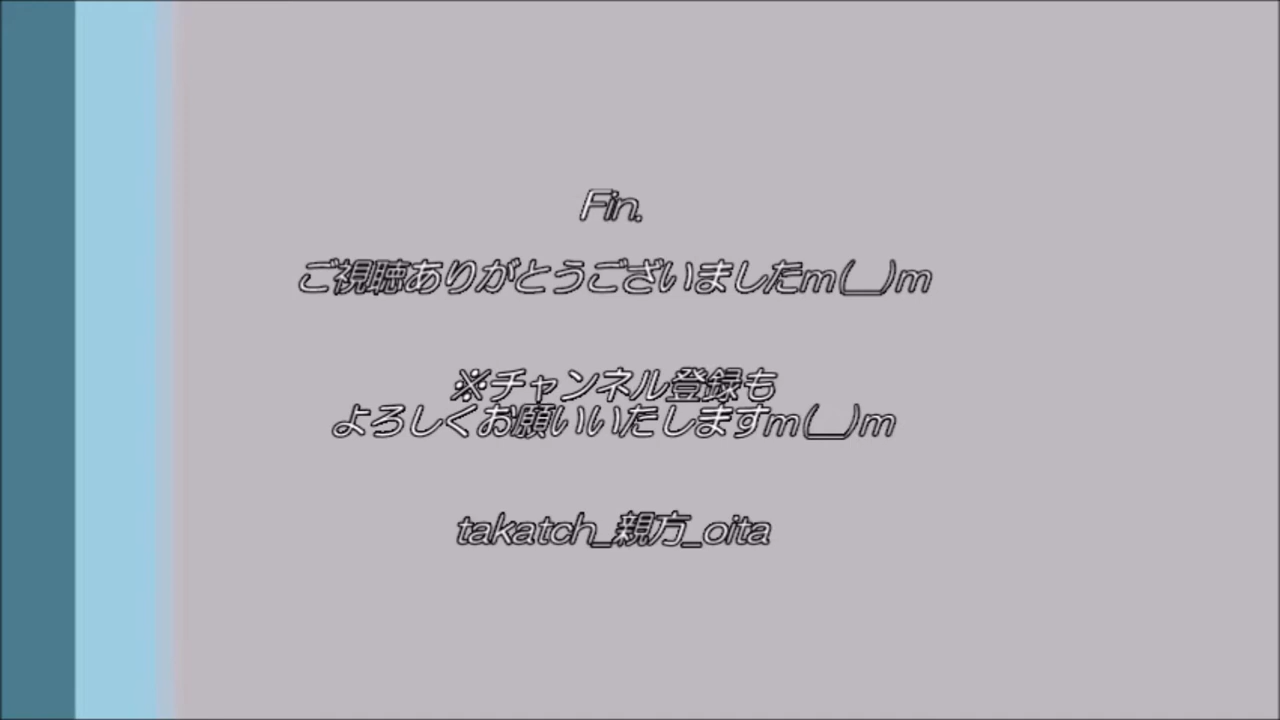 Fin.
ご視聴ありがとうございましたm(__)m
※チャンネル登録も
よろしくお願いいたしますm(__)m
takatch_親方_oita